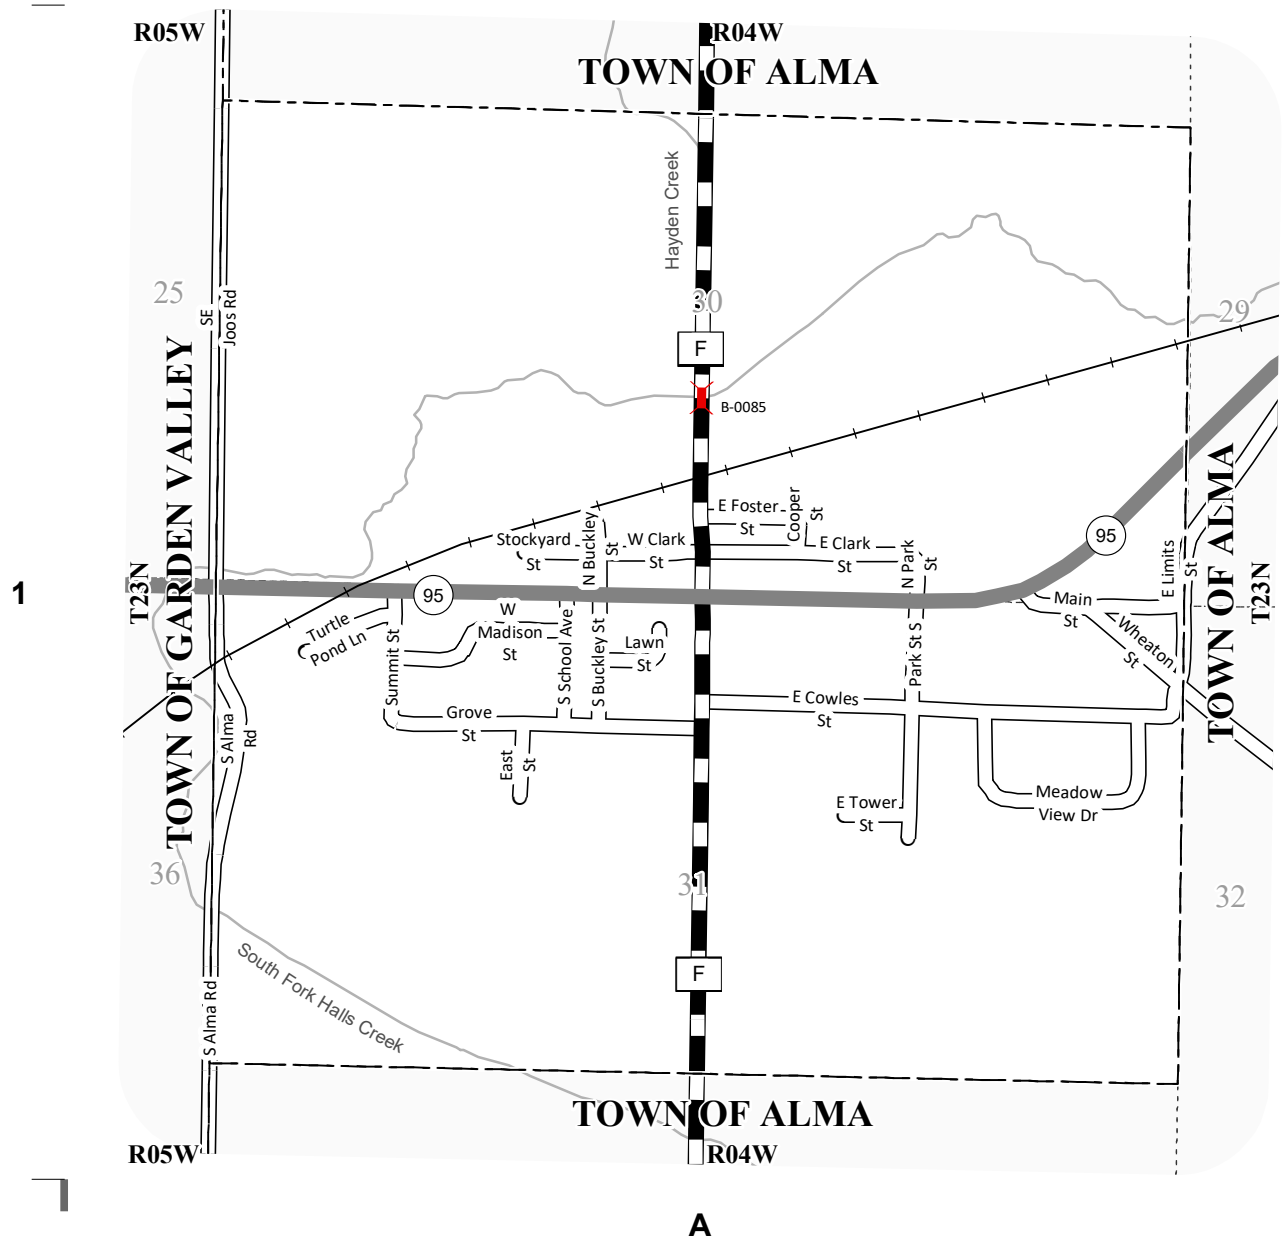 R05W
R04W
TOWN OF ALMA
Hayden Creek
25
SE
Joos Rd
30
29
F
B-0085
TOWN OF GARDEN VALLEY
TOWN OF ALMA
E Foster
St
Cooper
St
Stockyard
St
N Buckley
St
W Clark
St
E Clark
St
N Park
St
95
E Limits
St
1
T23N
95
T23N
W
Madison
St
Main
St
Turtle
Pond Ln
Summit St
S School Ave
S Buckley St
Lawn
St
Park St S
Wheaton
St
S Alma
Rd
Grove
St
E Cowles
St
East
St
E Tower
St
Meadow
View Dr
36
31
32
South Fork Halls Creek
F
S Alma Rd
TOWN OF ALMA
R05W
R04W
A